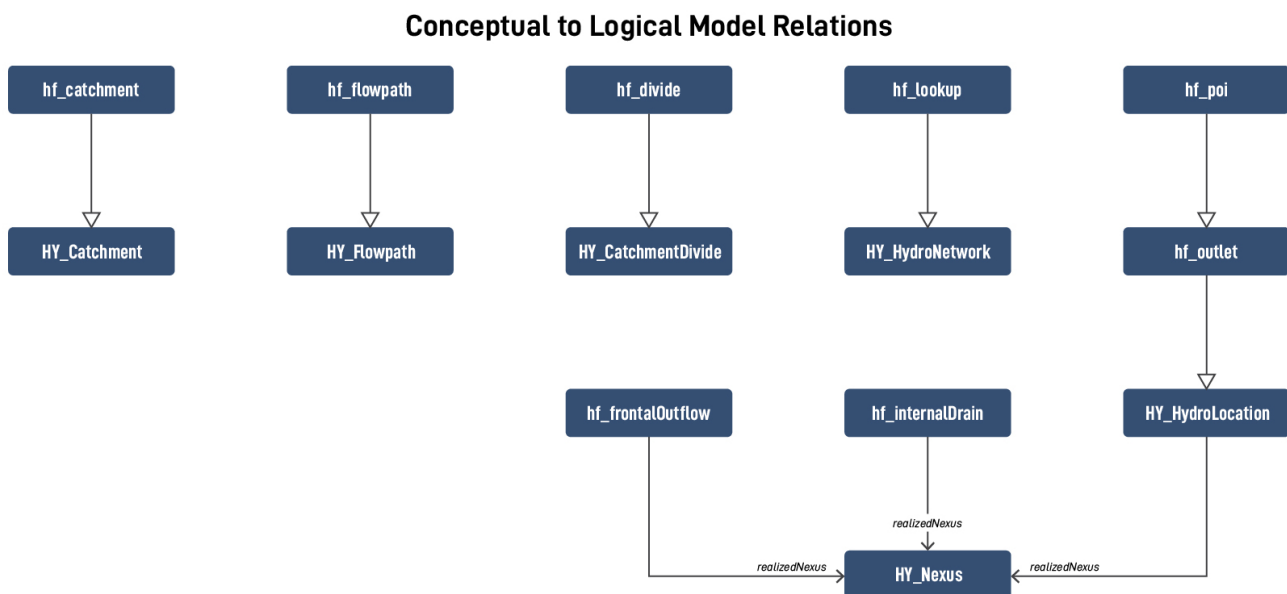 Conceptual to Logical Model Relations
hf_catchment
hf_flowpath
hf_divide
hf_lookup
hf_poi
HY_Catchment
HY_Flowpath
HY_CatchmentDivide
HY_HydroNetwork
hf_outlet
hf_frontalOutflow
hf_internalDrain
HY_HydroLocation
realizedNexus
realizedNexus
HY_Nexus
realizedNexus